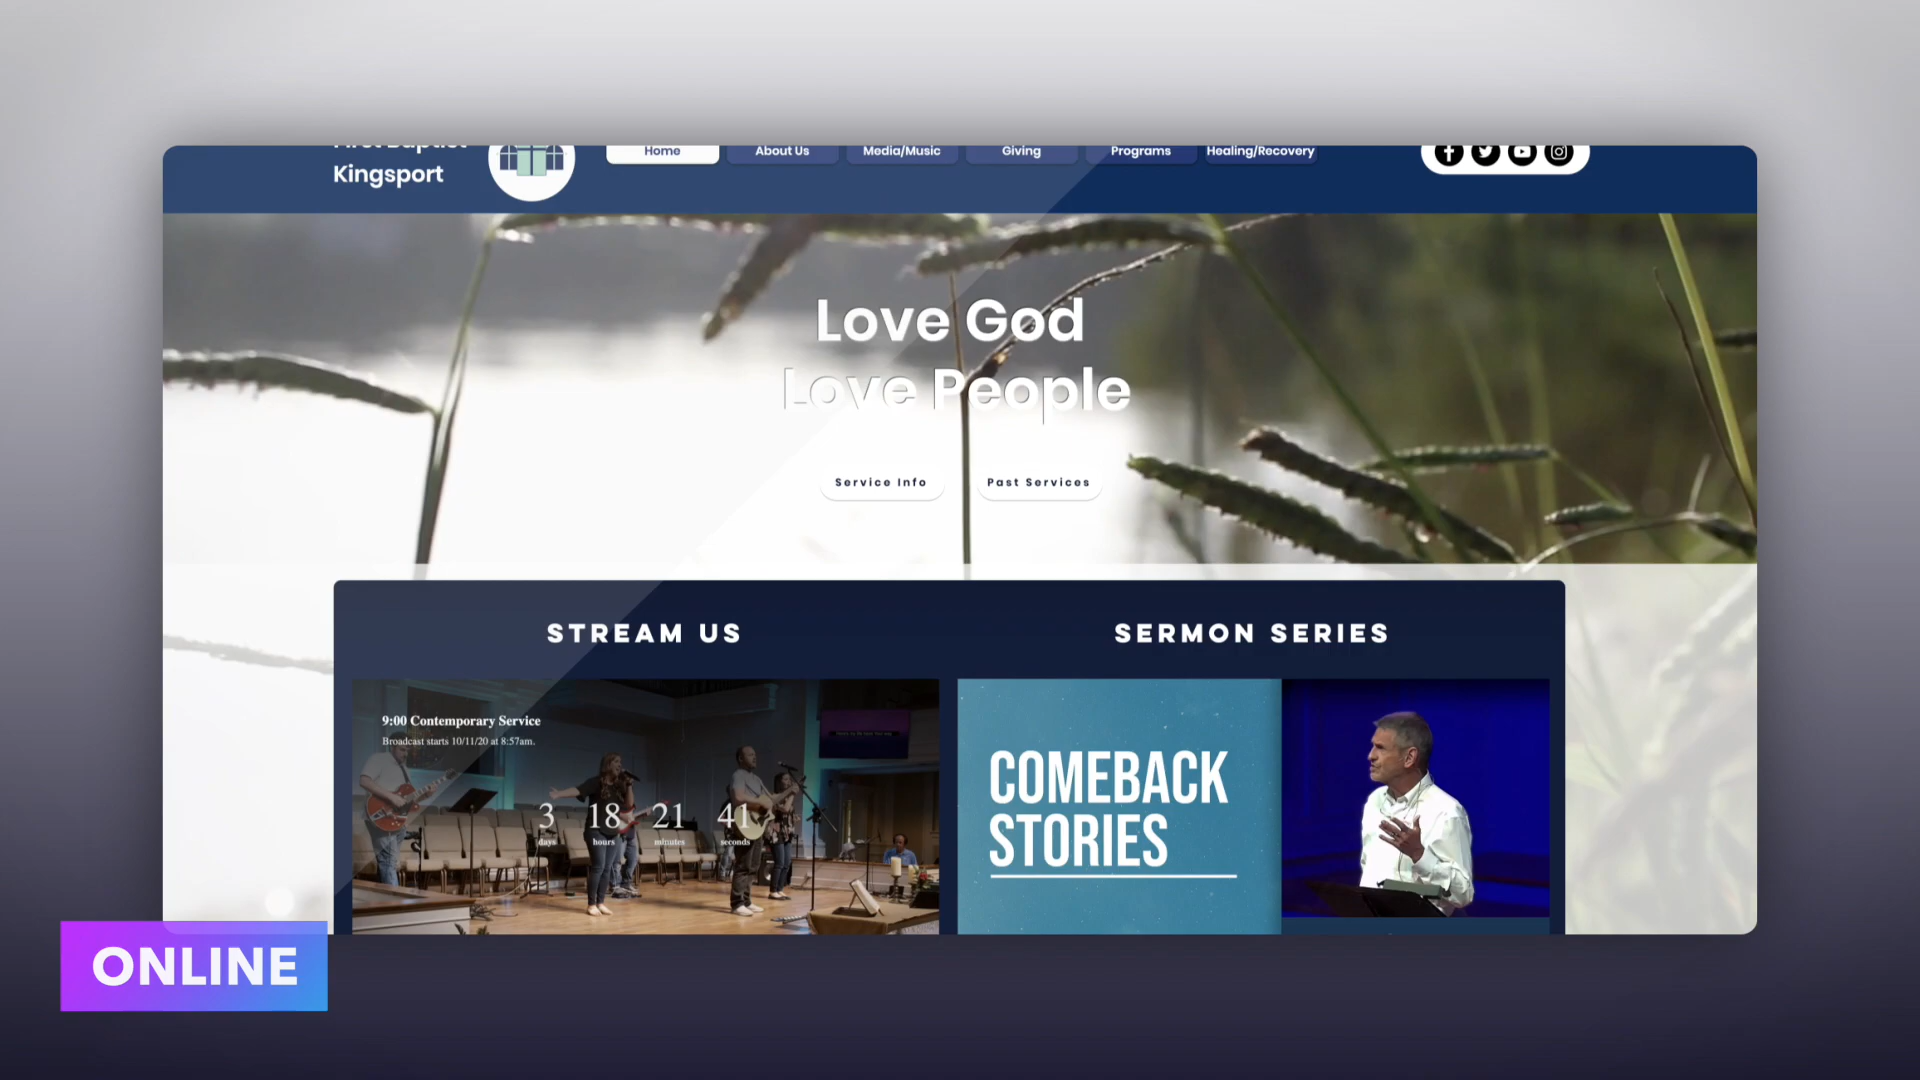 First Baptist
Kingsport
Home
About Us
Media/Music
Giving
Programs
Healing/Recovery
Love God
Love People
Service Info
Past Services
STREAM US
SERMON SERIES
9:00 Contemporary Service
Broadcast starts 10/11/20 at 8:57am.
3 18 21 41
days hours minutes seconds
COMEBACK
STORIES
ONLINE